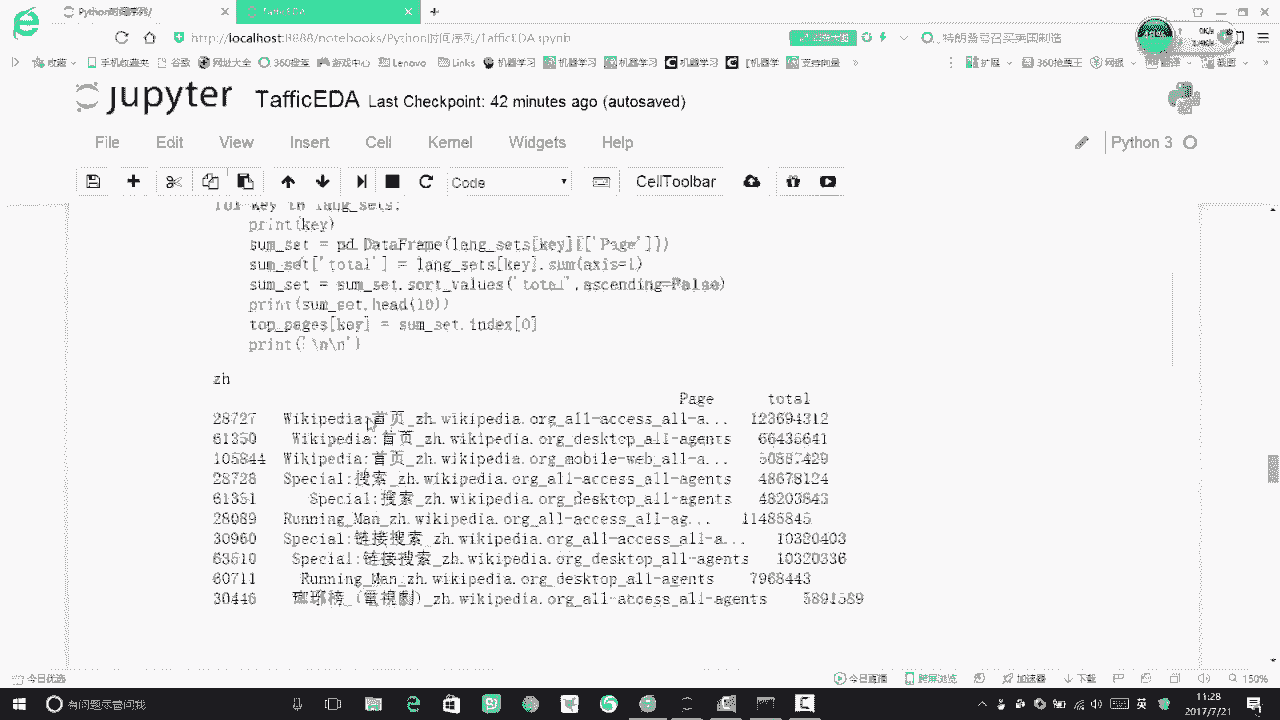 Python时间序列/
http://localhost:8888/notebooks/Python时间序列/TafficEDA.ipynb
特朗普号召买美国制造
收藏 手机收藏夹 谷歌 网址大全 360搜索 游戏中心 Lenovo Links 机器学习 机器学习 机器学习 机器学习 【机器学 支持向量 扩展 网银 翻译 截图
jupyter TafficEDA Last Checkpoint: 42 minutes ago (autosaved)
File Edit View Insert Cell Kernel Widgets Help Python 3
Code CellToolbar
for key in lang_sets:
print(key)
sum_set = pd.DataFrame(lang_sets[key][['Page']])
sum_set['total'] = lang_sets[key].sum(axis=1)
sum_set = sum_set.sort_values('total',ascending=False)
print(sum_set.head(10))
top_pages[key] = sum_set.index[0]
print('\n\n')
zh
Page total
28727 Wikipedia:首页_zh.wikipedia.org_all-access_all-a... 123694312
61350 Wikipedia:首页_zh.wikipedia.org_desktop_all-agents 66435641
105844 Wikipedia:首页_zh.wikipedia.org_mobile-web_all-a... 50887429
28728 Special:搜索_zh.wikipedia.org_all-access_all-agents 48678124
61351 Special:搜索_zh.wikipedia.org_desktop_all-agents 48203843
28089 Running_Man_zh.wikipedia.org_all-access_all-ag... 11485845
30960 Special:链接搜索_zh.wikipedia.org_all-access_all-a... 10320403
63510 Special:链接搜索_zh.wikipedia.org_desktop_all-agents 10320336
60711 Running_Man_zh.wikipedia.org_desktop_all-agents 7968443
30446 瑯琊榜_(電視劇)_zh.wikipedia.org_all-access_all-agents 5891589
今日优选 今日直播 跨屏浏览 加速器 下载 150%
有问题尽管问我 英 11:28
2017/7/21